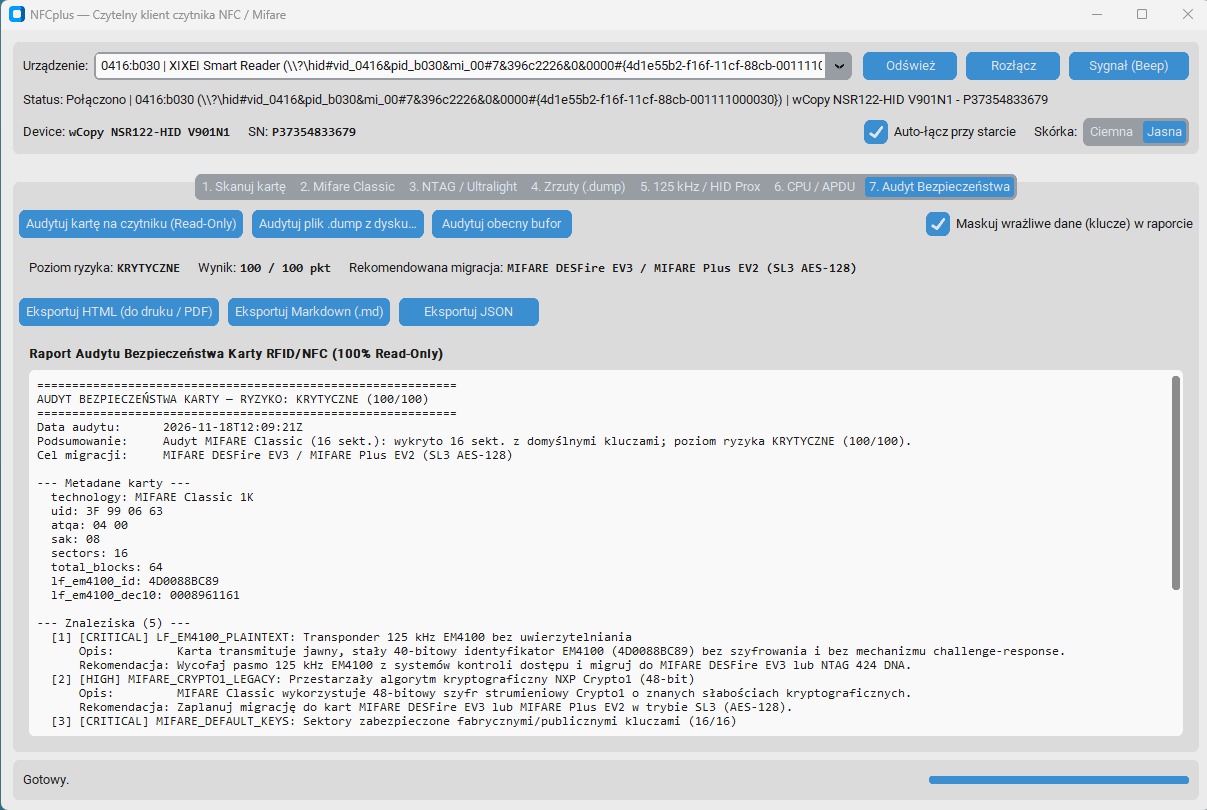 NFCplus — Czytelny klient czytnika NFC / Mifare
Urządzenie: 0416:b030 | XIXEI Smart Reader (\\?\hid#vid_0416&pid_b030&mi_00#7&396c2226&0&0000#{4d1e55b2-f16f-11cf-88cb-0011110 Odśwież Rozłącz Sygnał (Beep)
Status: Połączono | 0416:b030 (\\?\hid#vid_0416&pid_b030&mi_00#7&396c2226&0&0000#{4d1e55b2-f16f-11cf-88cb-001111000030}) | wCopy NSR122-HID V901N1 - P37354833679
Device: wCopy NSR122-HID V901N1 SN: P37354833679 Auto-łącz przy starcie Skórka: Ciemna Jasna
1. Skanuj kartę 2. Mifare Classic 3. NTAG / Ultralight 4. Zrzuty (.dump) 5. 125 kHz / HID Prox 6. CPU / APDU 7. Audyt Bezpieczeństwa
Audytuj kartę na czytniku (Read-Only) Audytuj plik .dump z dysku... Audytuj obecny bufor Maskuj wrażliwe dane (klucze) w raporcie
Poziom ryzyka: KRYTYCZNE Wynik: 100 / 100 pkt Rekomendowana migracja: MIFARE DESFire EV3 / MIFARE Plus EV2 (SL3 AES-128)
Eksportuj HTML (do druku / PDF) Eksportuj Markdown (.md) Eksportuj JSON
Raport Audytu Bezpieczeństwa Karty RFID/NFC (100% Read-Only)
============================================================
AUDYT BEZPIECZEŃSTWA KARTY — RYZYKO: KRYTYCZNE (100/100)
============================================================
Data audytu: 2026-11-18T12:09:21Z
Podsumowanie: Audyt MIFARE Classic (16 sekt.): wykryto 16 sekt. z domyślnymi kluczami; poziom ryzyka KRYTYCZNE (100/100).
Cel migracji: MIFARE DESFire EV3 / MIFARE Plus EV2 (SL3 AES-128)
--- Metadane karty ---
technology: MIFARE Classic 1K
uid: 3F 99 06 63
atqa: 04 00
sak: 08
sectors: 16
total_blocks: 64
lf_em4100_id: 4D0088BC89
lf_em4100_dec10: 0008961161
--- Znaleziska (5) ---
[1] [CRITICAL] LF_EM4100_PLAINTEXT: Transponder 125 kHz EM4100 bez uwierzytelniania
Opis: Karta transmituje jawny, stały 40-bitowy identyfikator EM4100 (4D0088BC89) bez szyfrowania i bez mechanizmu challenge-response.
Rekomendacja: Wycofaj pasmo 125 kHz EM4100 z systemów kontroli dostępu i migruj do MIFARE DESFire EV3 lub NTAG 424 DNA.
[2] [HIGH] MIFARE_CRYPTO1_LEGACY: Przestarzały algorytm kryptograficzny NXP Crypto1 (48-bit)
Opis: MIFARE Classic wykorzystuje 48-bitowy szyfr strumieniowy Crypto1 o znanych słabościach kryptograficznych.
Rekomendacja: Zaplanuj migrację do kart MIFARE DESFire EV3 lub MIFARE Plus EV2 w trybie SL3 (AES-128).
[3] [CRITICAL] MIFARE_DEFAULT_KEYS: Sektory zabezpieczone fabrycznymi/publicznymi kluczami (16/16)
Gotowy.